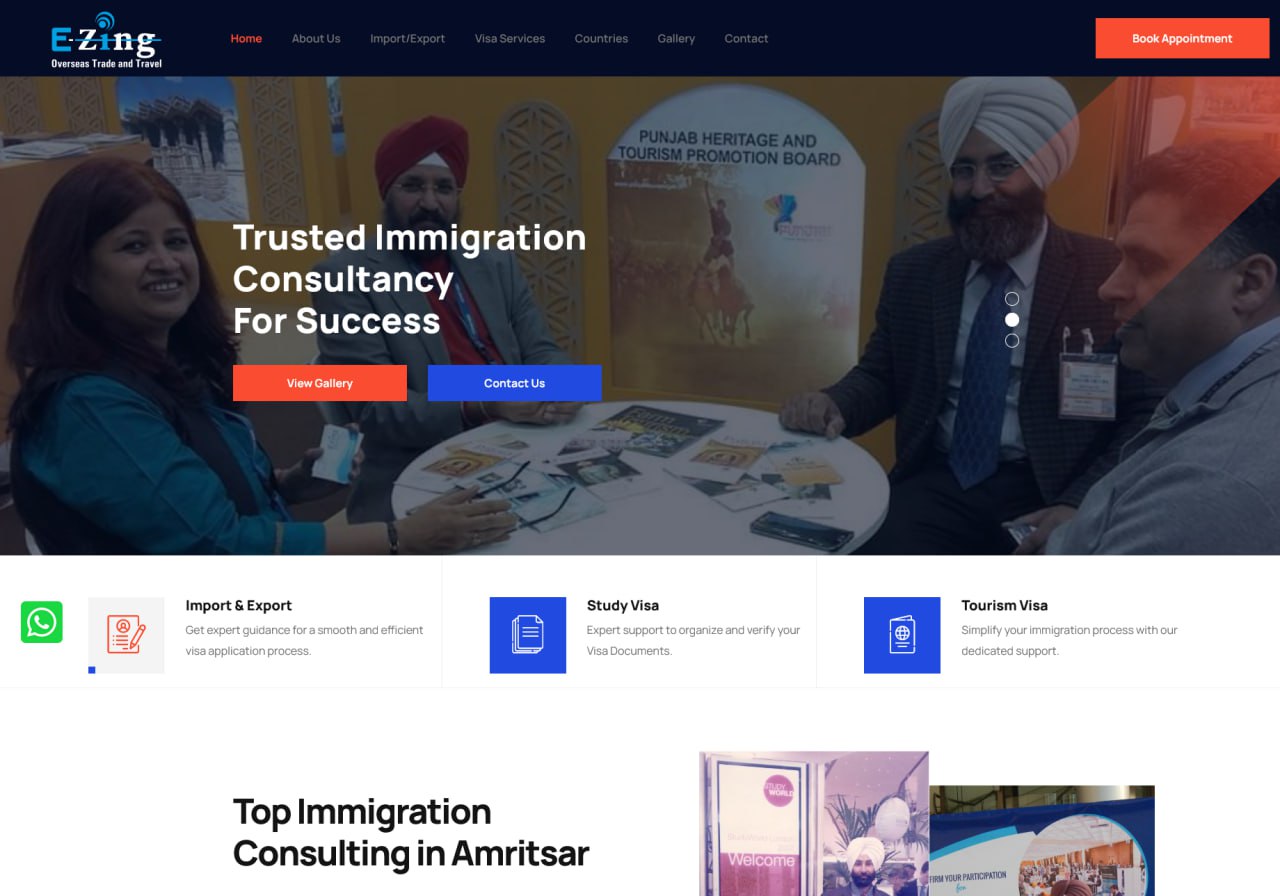 E-Zing
Overseas Trade and Travel
Home
About Us
Import/Export
Visa Services
Countries
Gallery
Contact
Book Appointment
PUNJAB HERITAGE AND
TOURISM PROMOTION BOARD
Trusted Immigration
Consultancy
For Success
View Gallery
Contact Us
Import & Export
Get expert guidance for a smooth and efficient
visa application process.
Study Visa
Expert support to organize and verify your
Visa Documents.
Tourism Visa
Simplify your immigration process with our
dedicated support.
Top Immigration
Consulting in Amritsar
STUDY
WORLD
Welcome
FIRM YOUR PARTICIPATION
for